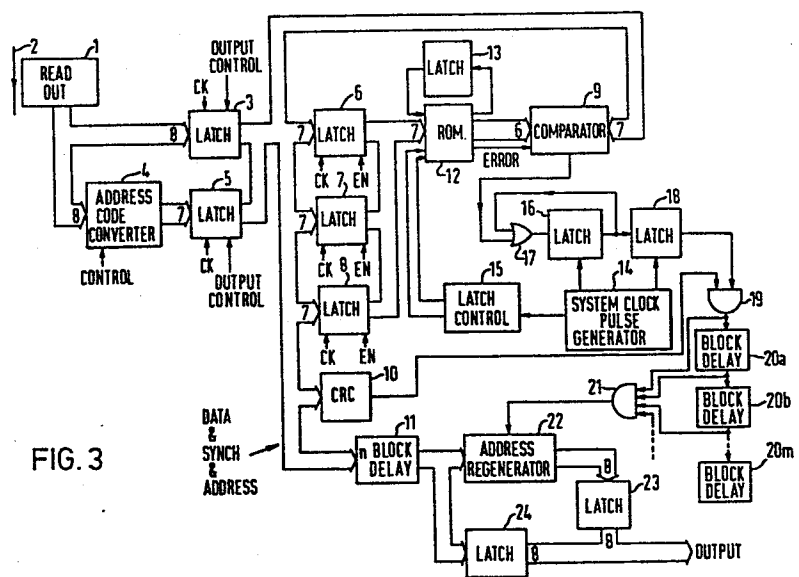 2
1
READ OUT
OUTPUT CONTROL
CK
3
8
LATCH
4
8
ADDRESS CODE CONVERTER
CONTROL
7
5
LATCH
CK
OUTPUT CONTROL
6
7
LATCH
CK
EN
7
7
LATCH
CK
EN
8
7
LATCH
CK
EN
13
LATCH
7
ROM.
12
6
ERROR
9
COMPARATOR
7
16
LATCH
17
18
LATCH
15
LATCH CONTROL
14
SYSTEM CLOCK PULSE GENERATOR
19
10
CRC
BLOCK DELAY
20a
BLOCK DELAY
20b
BLOCK DELAY
20m
21
DATA & SYNCH & ADDRESS
11
n BLOCK DELAY
22
ADDRESS REGENERATOR
8
23
LATCH
24
LATCH
8
8
OUTPUT
FIG. 3